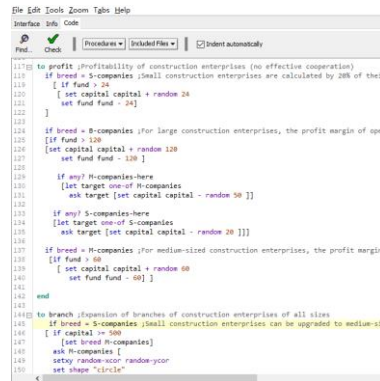 File Edit Tools Zoom Tabs Help
Interface Info Code
Find... Check Procedures Included Files Indent automatically
117 to profit ;Profitability of construction enterprises (no effective cooperation)
118 if breed = S-companies ;Small construction enterprises are calculated by 20% of thei
119 [ if fund > 24
120 [ set capital capital + random 24
121 set fund fund - 24]
122 ]
123
124 if breed = B-companies ;For large construction enterprises, the profit margin of ope
125 [if fund > 120
126 [set capital capital + random 120
127 set fund fund - 120 ]
128
129 if any? M-companies-here
130 [let target one-of M-companies
131 ask target [set capital capital - random 50 ]]
132
133 if any? S-companies-here
134 [let target one-of S-companies
135 ask target [set capital capital - random 20 ]]]
136
137 if breed = M-companies ;For medium-sized construction enterprises, the profit margin
138 [if fund > 60
139 [ set capital capital + random 60
140 set fund fund - 60] ]
141
142 end
143
144 to branch ;Expansion of branches of construction enterprises of all sizes
145 if breed = S-companies ;Small construction enterprises can be upgraded to medium-si
146 [ if capital >= 500
147 [set breed M-companies]
148 ask M-companies [
149 setxy random-xcor random-ycor
150 set shape "circle"